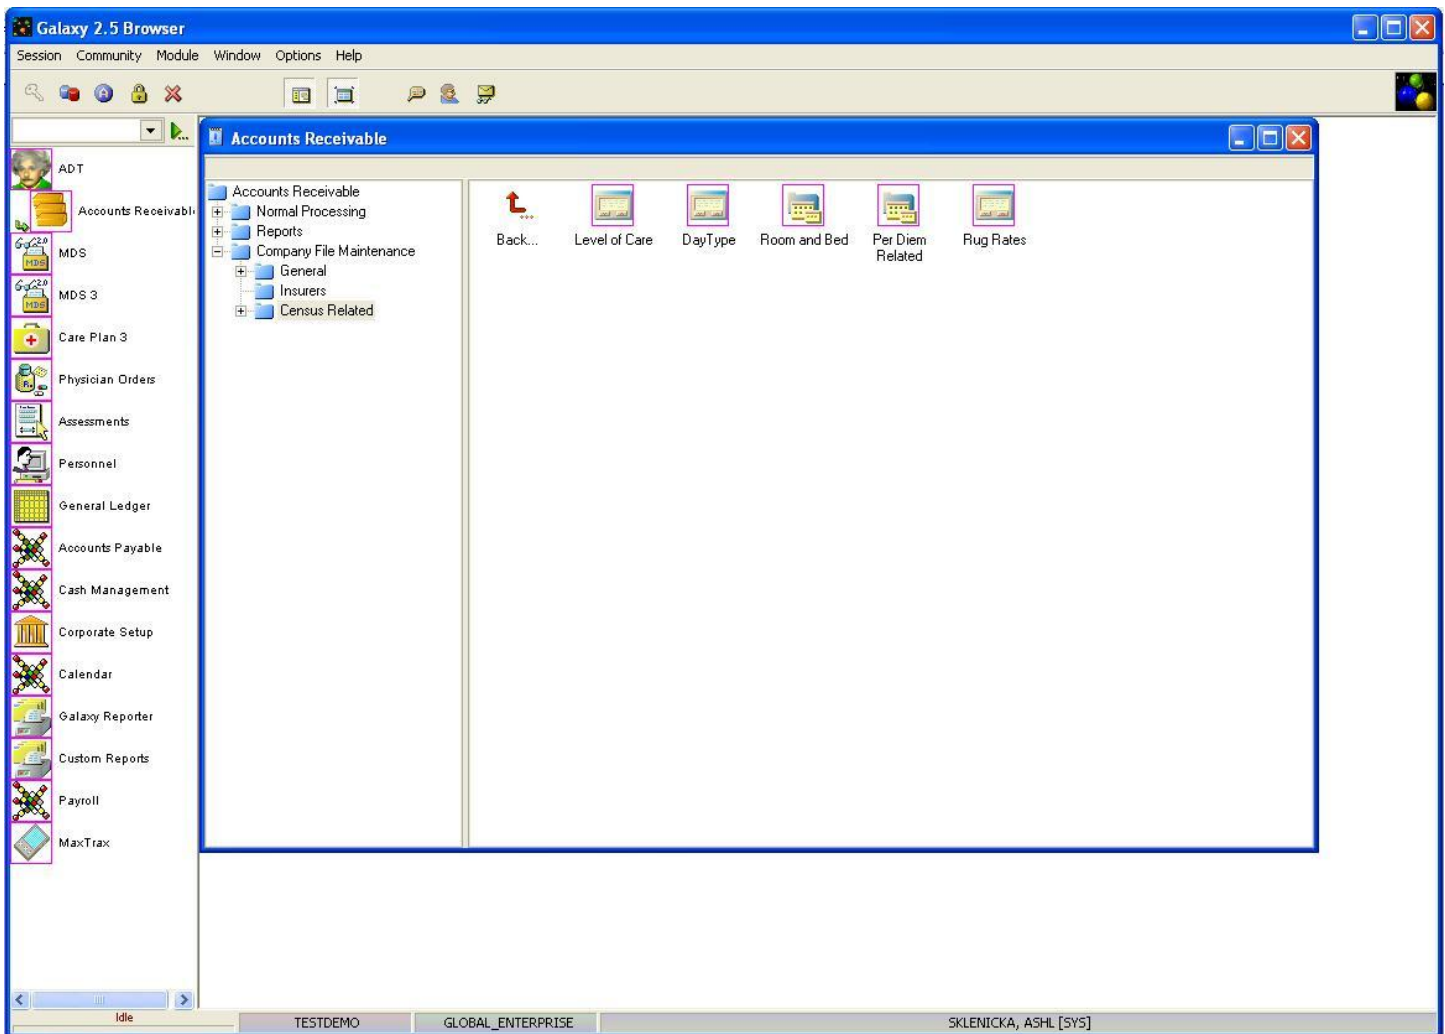 Galaxy 2.5 Browser
Session Community Module Window Options Help
Accounts Receivable
ADT
Accounts Receivabl
MDS
MDS 3
Care Plan 3
Physician Orders
Assessments
Personnel
General Ledger
Accounts Payable
Cash Management
Corporate Setup
Calendar
Galaxy Reporter
Custom Reports
Payroll
MaxTrax
Accounts Receivable
Normal Processing
Reports
Company File Maintenance
General
Insurers
Census Related
Back...
Level of Care
DayType
Room and Bed
Per Diem
Related
Rug Rates
Idle
TESTDEMO
GLOBAL_ENTERPRISE
SKLENICKA, ASHL [SYS]